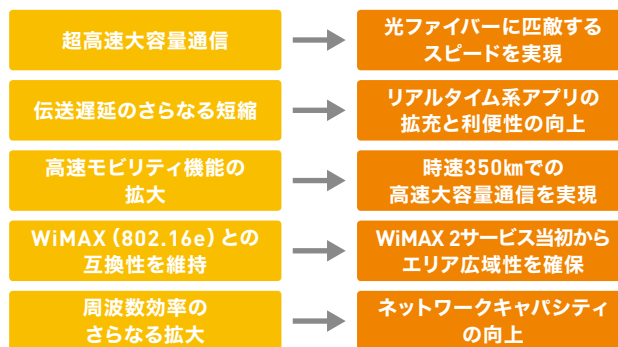 超高速大容量通信
光ファイバーに匹敵する
スピードを実現
伝送遅延のさらなる短縮
リアルタイム系アプリの
拡充と利便性の向上
高速モビリティ機能の
拡大
時速350㎞での
高速大容量通信を実現
WiMAX（802.16e）との
互換性を維持
WiMAX 2サービス当初から
エリア広域性を確保
周波数効率の
さらなる拡大
ネットワークキャパシティ
の向上